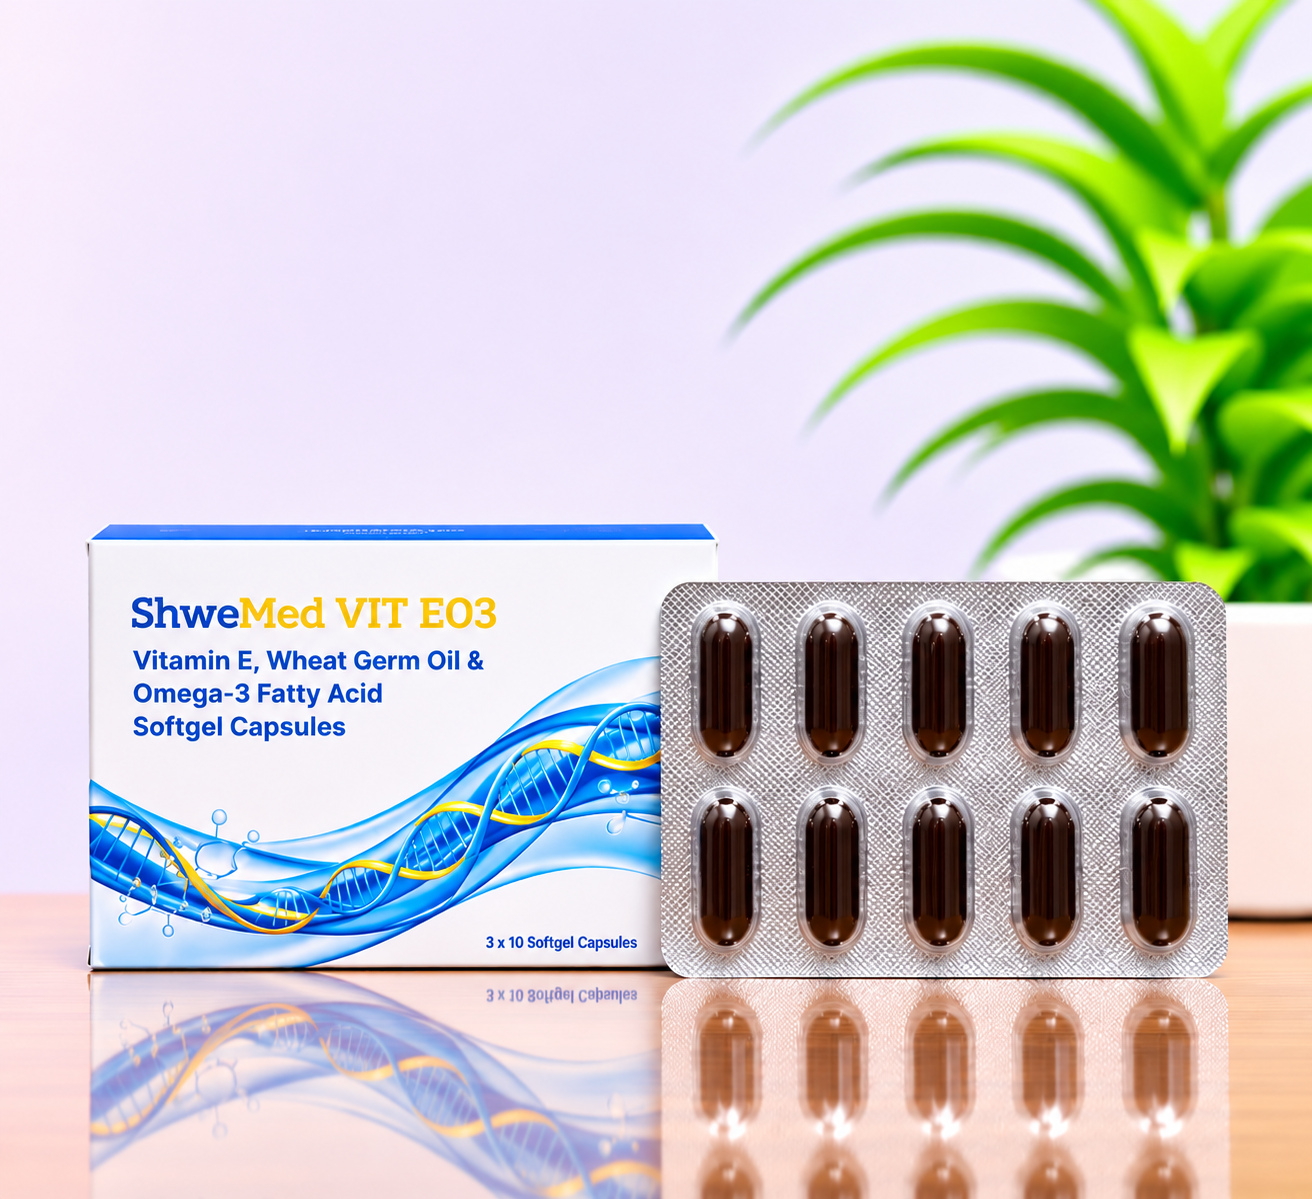 ShweMed VIT EO3
Vitamin E, Wheat Germ Oil &
Omega-3 Fatty Acid
Softgel Capsules
3 x 10 Softgel Capsules